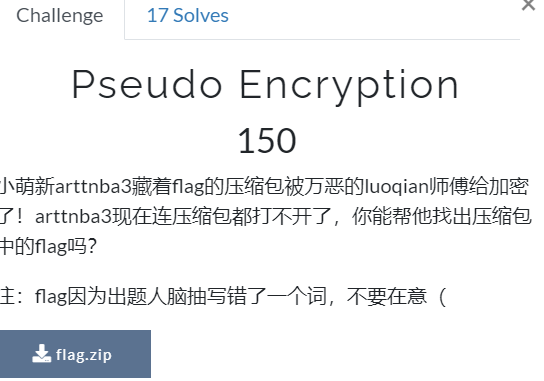 Challenge
17 Solves
Pseudo Encryption
150
小萌新arttnba3藏着flag的压缩包被万恶的luoqian师傅给加密
了！arttnba3现在连压缩包都打不开了，你能帮他找出压缩包
中的flag吗？
注：flag因为出题人脑抽写错了一个词，不要在意（
flag.zip